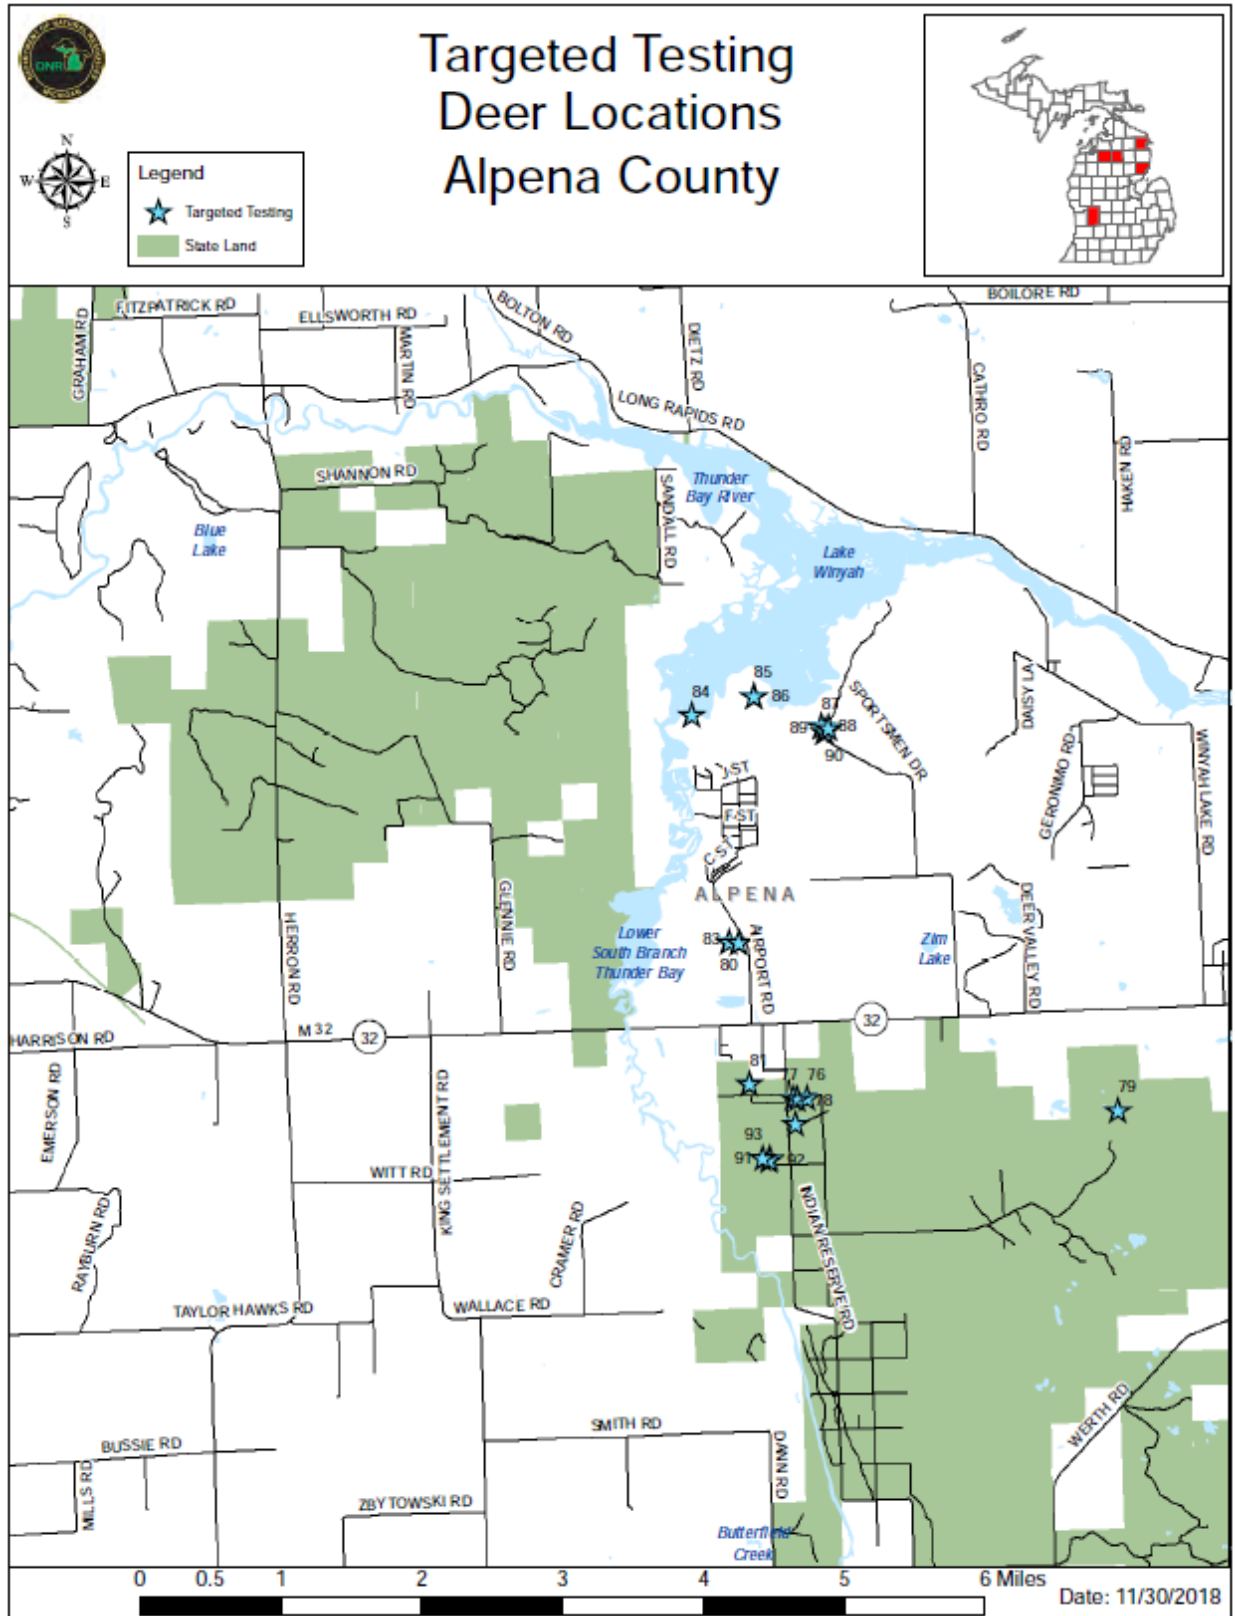 Targeted Testing
Deer Locations
Alpena County
DNR
MICHIGAN
N
W
E
S
Legend
Targeted Testing
State Land
FITZPATRICK RD
ELLSWORTH RD
BOLTON RD
BOILORE RD
GRAHAM RD
MARTIN RD
DIETZ RD
LONG RAPIDS RD
CATHRO RD
HAKEN RD
SHANNON RD
SANDALL RD
Thunder
Bay River
Blue
Lake
Lake
Winyah
85
84
86
87
89
88
90
SPORTSMEN DR
DAISY LA
GERONIMO RD
WINYAH LAKE RD
J-ST
F-ST
C-ST
ALPENA
GLENNIE RD
HERRON RD
DEER VALLEY RD
Lower
South Branch
Thunder Bay
83
80
AIRPORT RD
Zim
Lake
M 32
32
32
HARRISON RD
EMERSON RD
KING SETTLEMENT RD
81
77
76
78
79
93
91
92
WITT RD
RAYBURN RD
CRAMER RD
INDIAN RESERVE RD
TAYLOR HAWKS RD
WALLACE RD
WERTH RD
SMITH RD
BUSSIE RD
MILLS RD
DANN RD
ZBYTOWSKI RD
Butterfield
Creek
0 0.5 1 2 3 4 5 6 Miles
Date: 11/30/2018